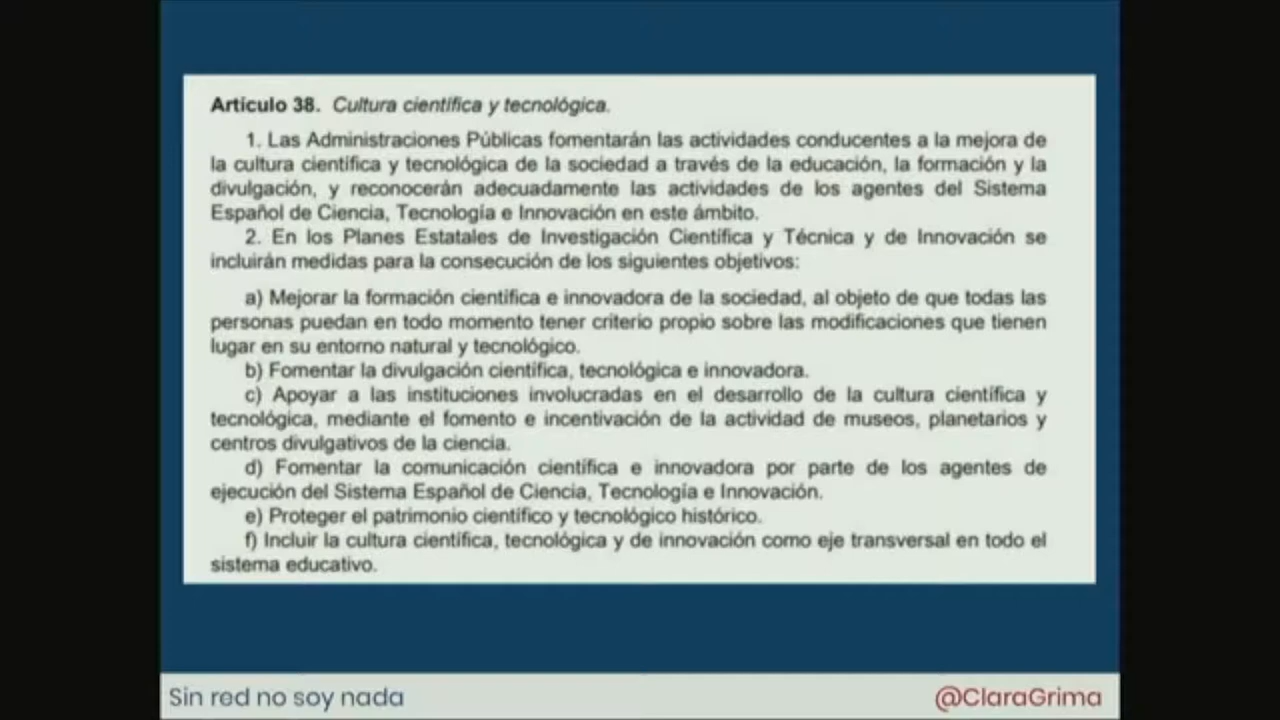 Artículo 38. Cultura científica y tecnológica.
1. Las Administraciones Públicas fomentarán las actividades conducentes a la mejora de
la cultura científica y tecnológica de la sociedad a través de la educación, la formación y la
divulgación, y reconocerán adecuadamente las actividades de los agentes del Sistema
Español de Ciencia, Tecnología e Innovación en este ámbito.
2. En los Planes Estatales de Investigación Científica y Técnica y de Innovación se
incluirán medidas para la consecución de los siguientes objetivos:
a) Mejorar la formación científica e innovadora de la sociedad, al objeto de que todas las
personas puedan en todo momento tener criterio propio sobre las modificaciones que tienen
lugar en su entorno natural y tecnológico.
b) Fomentar la divulgación científica, tecnológica e innovadora.
c) Apoyar a las instituciones involucradas en el desarrollo de la cultura científica y
tecnológica, mediante el fomento e incentivación de la actividad de museos, planetarios y
centros divulgativos de la ciencia.
d) Fomentar la comunicación científica e innovadora por parte de los agentes de
ejecución del Sistema Español de Ciencia, Tecnología e Innovación.
e) Proteger el patrimonio científico y tecnológico histórico.
f) Incluir la cultura científica, tecnológica y de innovación como eje transversal en todo el
sistema educativo.
Sin red no soy nada
@ClaraGrima